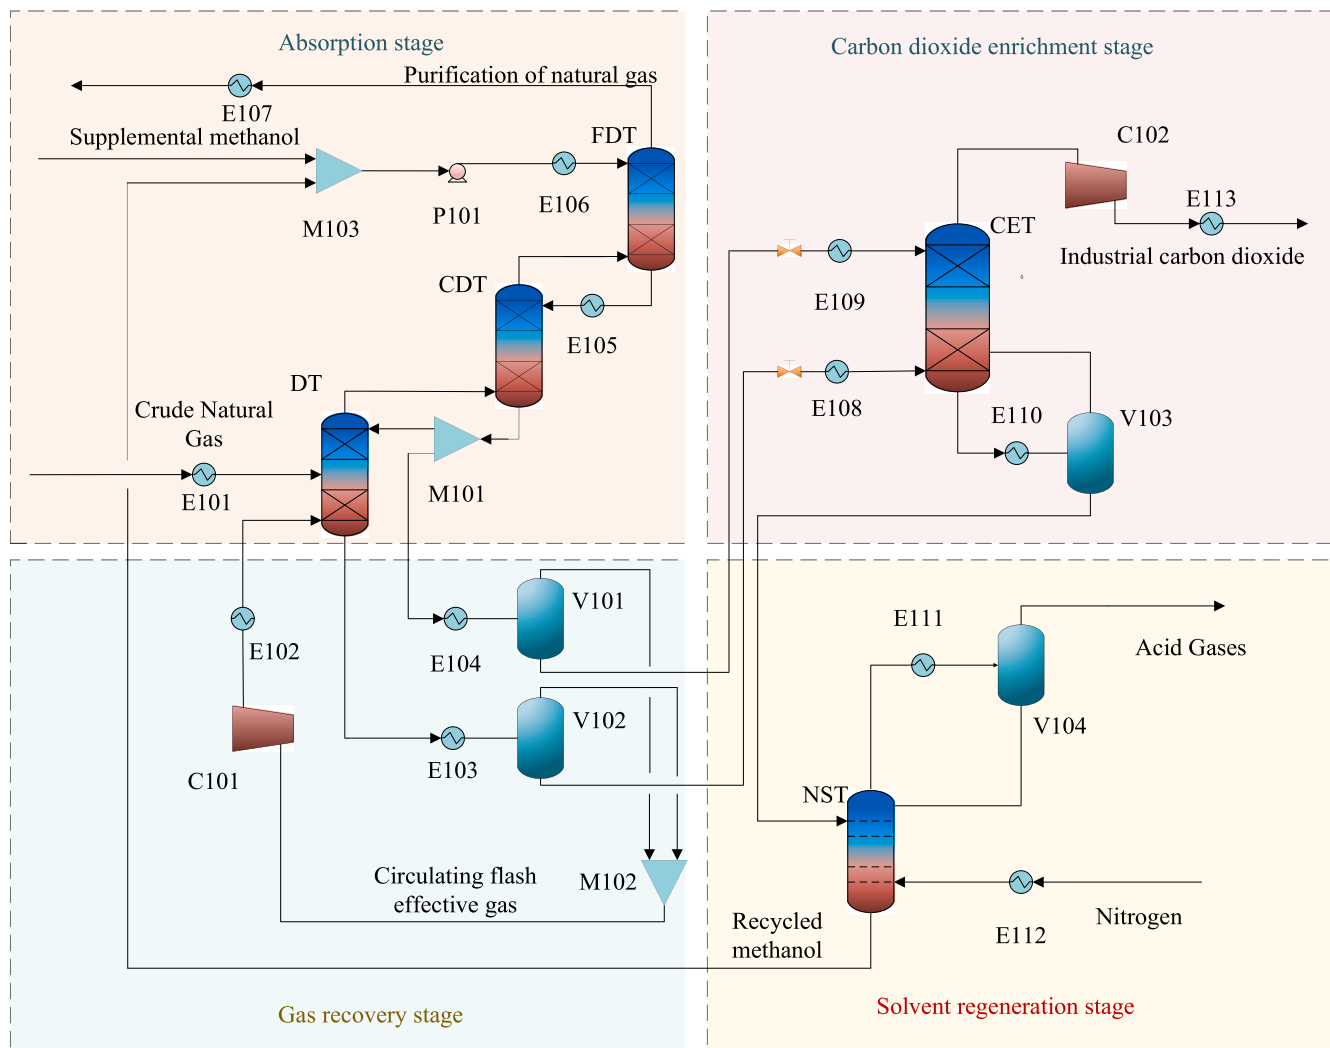 Absorption stage
Purification of natural gas
E107
Supplemental methanol
FDT
M103
P101
E106
CDT
E105
DT
Crude Natural
Gas
E101
M101
Carbon dioxide enrichment stage
C102
E113
CET
Industrial carbon dioxide
E109
E108
E110
V103
V101
E104
E102
V102
E103
C101
Circulating flash
effective gas
M102
Gas recovery stage
E111
Acid Gases
V104
NST
Nitrogen
E112
Recycled
methanol
Solvent regeneration stage